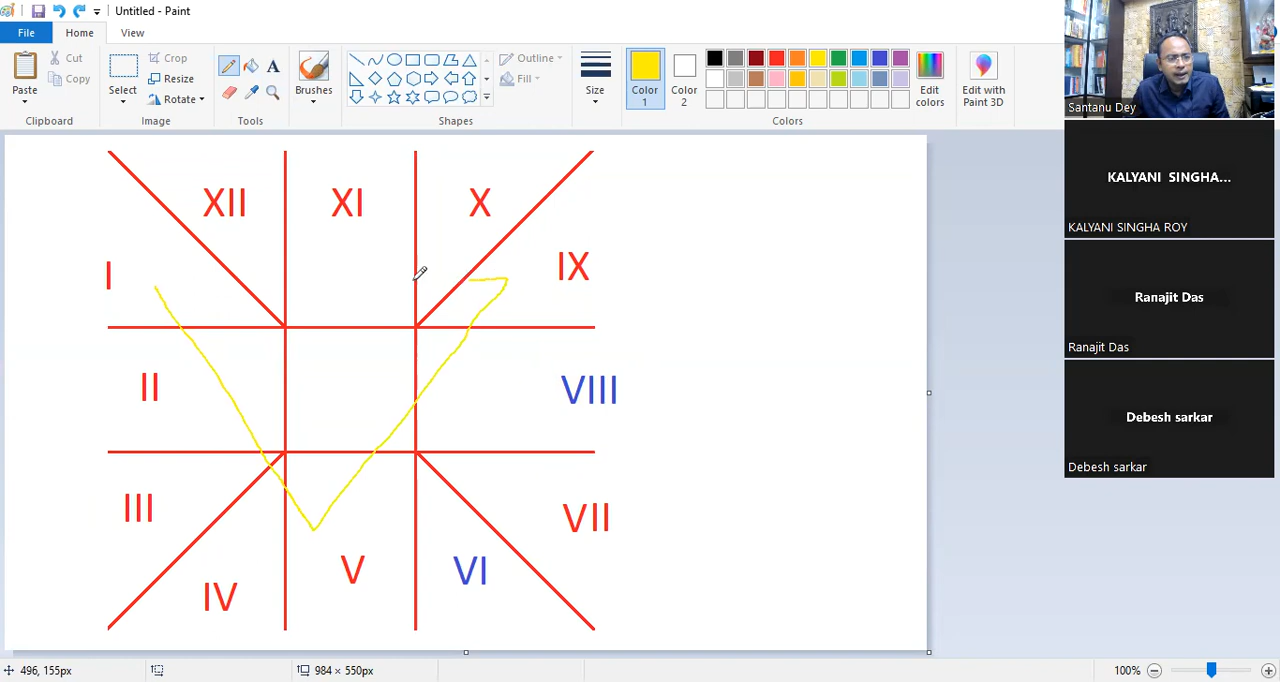 Untitled - Paint
File Home View
Paste Cut Copy
Clipboard
Select Crop Resize Rotate
Image
A
Tools
Brushes
Shapes
Outline
Fill
Size
Color 1
Color 2
Edit colors
Colors
Edit with Paint 3D
XII XI X
I IX
II VIII
III VII
IV V VI
Santanu Dey
KALYANI SINGHA...
KALYANI SINGHA ROY
Ranajit Das
Ranajit Das
Debesh sarkar
Debesh sarkar
496, 155px
984 × 550px
100%